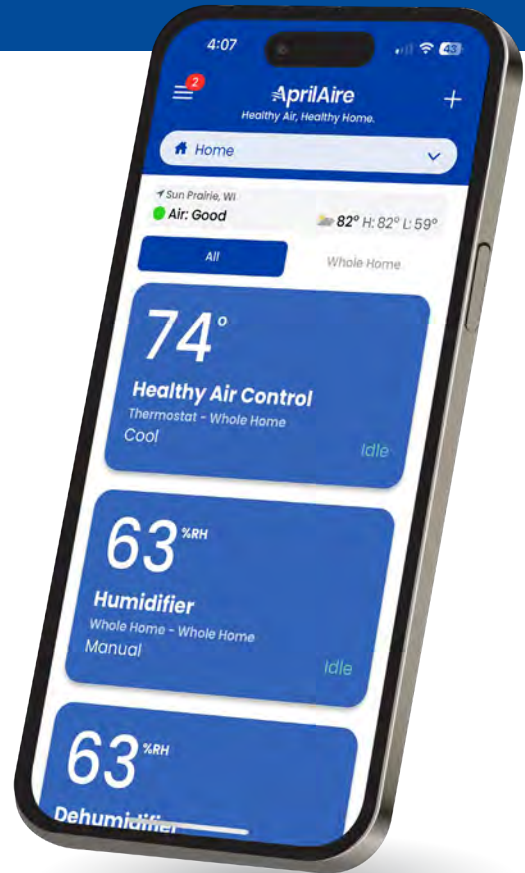 4:07
43
2
AprilAire
+
Healthy Air, Healthy Home.
Home
Sun Prairie, WI
Air: Good
82° H: 82° L: 59°
All
Whole Home
74°
Healthy Air Control
Thermostat - Whole Home
Cool
Idle
63 %RH
Humidifier
Whole Home - Whole Home
Manual
Idle
63 %RH
Dehumidifier